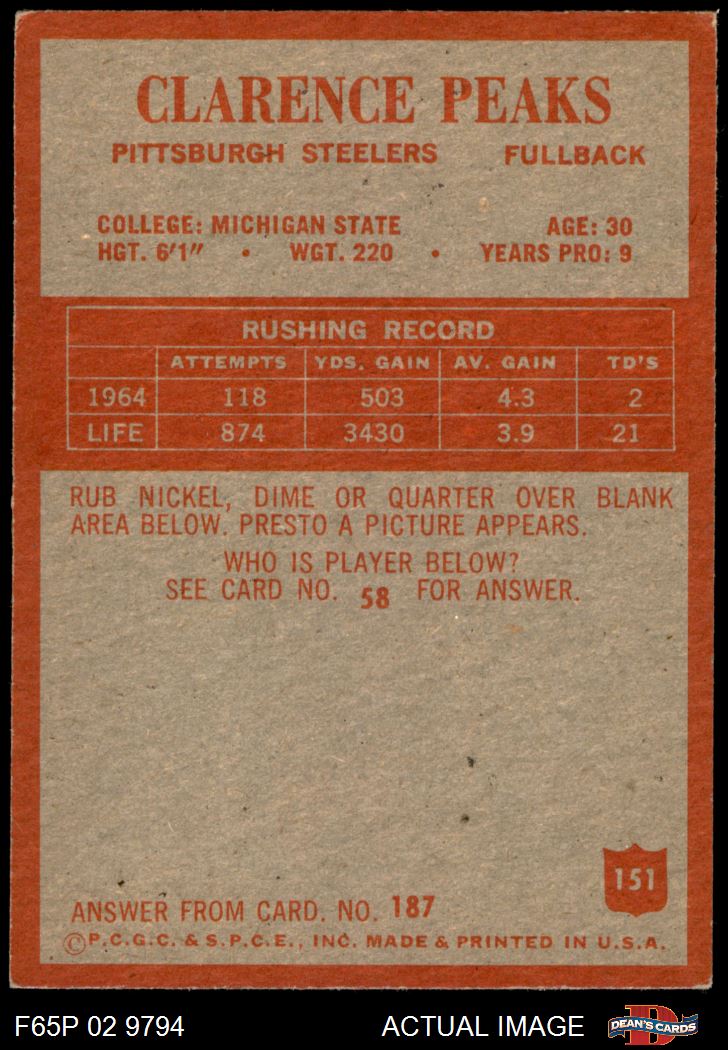 CLARENCE PEAKS
PITTSBURGH STEELERS FULLBACK
COLLEGE: MICHIGAN STATE AGE: 30
HGT. 6'1" • WGT. 220 • YEARS PRO: 9
RUSHING RECORD
ATTEMPTS YDS. GAIN AV. GAIN TD'S
1964 118 503 4.3 2
LIFE 874 3430 3.9 21
RUB NICKEL, DIME OR QUARTER OVER BLANK
AREA BELOW. PRESTO A PICTURE APPEARS.
WHO IS PLAYER BELOW?
SEE CARD NO. 58 FOR ANSWER.
151
ANSWER FROM CARD. NO. 187
©P.C.G.C. & S.P.C.E., INC. MADE & PRINTED IN U.S.A.
F65P 02 9794 ACTUAL IMAGE DEAN'S CARDS